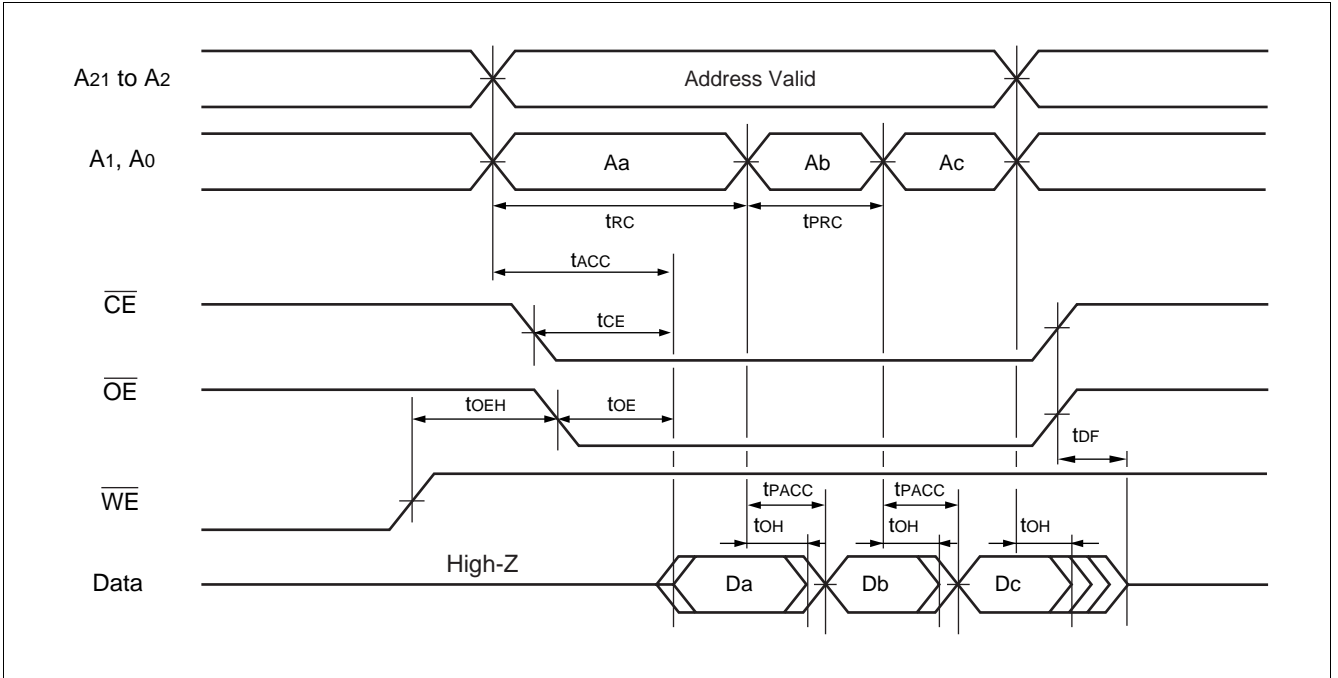 A21 to A2
Address Valid
A1, A0
Aa
Ab
Ac
tRC
tPRC
tACC
CE
tCE
OE
tOEH
tOE
tDF
WE
tPACC
tPACC
tOH
tOH
tOH
High-Z
Data
Da
Db
Dc